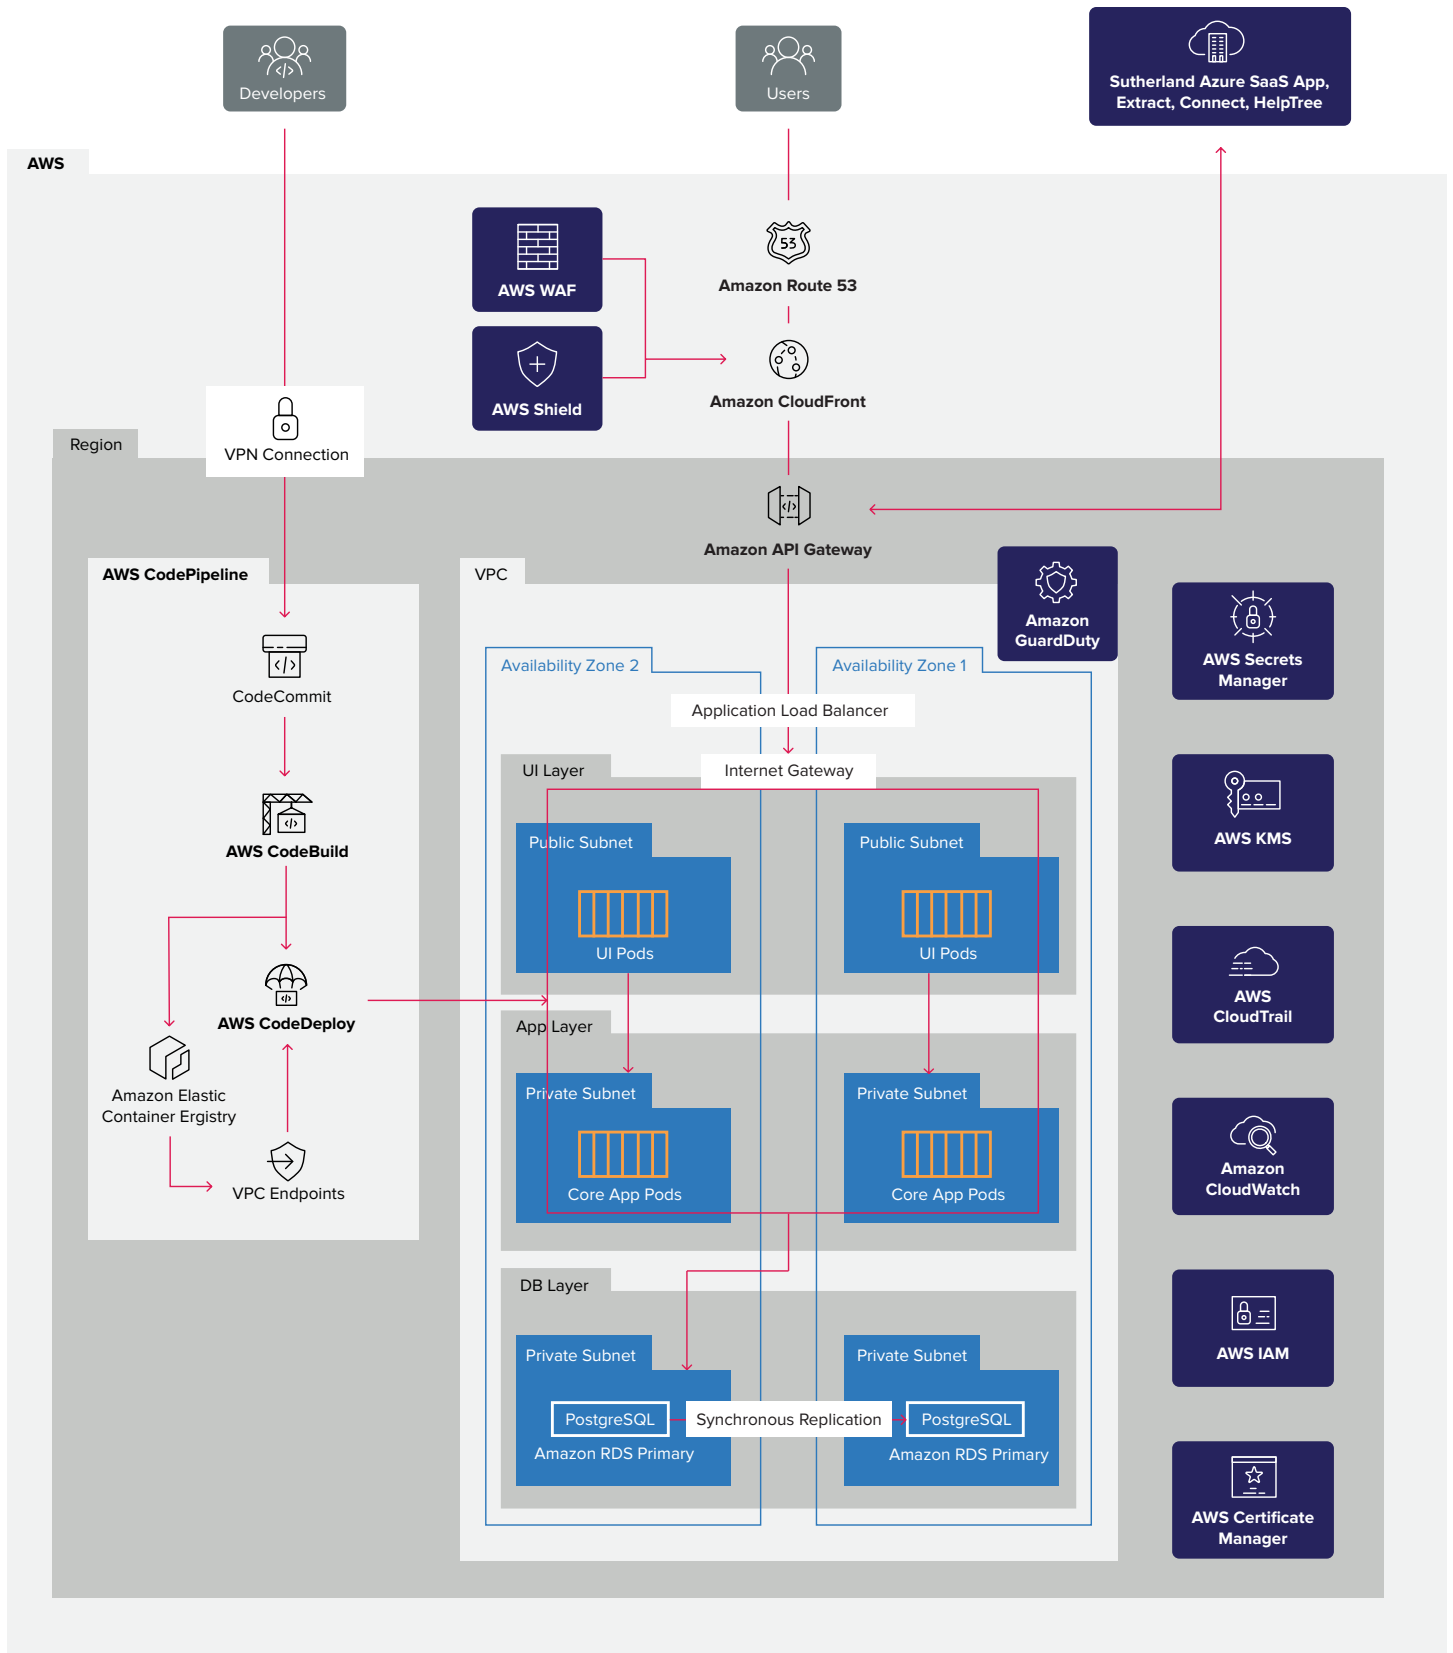 Developers
Users
Sutherland Azure SaaS App,
Extract, Connect, HelpTree
AWS
53
AWS WAF
Amazon Route 53
AWS Shield
Amazon CloudFront
Region
VPN Connection
Amazon API Gateway
AWS CodePipeline
VPC
Amazon
GuardDuty
CodeCommit
AWS CodeBuild
AWS CodeDeploy
Amazon Elastic
Container Ergistry
VPC Endpoints
Availability Zone 2
Availability Zone 1
Application Load Balancer
Internet Gateway
UI Layer
Public Subnet
Public Subnet
UI Pods
UI Pods
App Layer
Private Subnet
Private Subnet
Core App Pods
Core App Pods
DB Layer
Private Subnet
Private Subnet
PostgreSQL
Synchronous Replication
PostgreSQL
Amazon RDS Primary
Amazon RDS Primary
AWS Secrets
Manager
AWS KMS
AWS
CloudTrail
Amazon
CloudWatch
AWS IAM
AWS Certificate
Manager